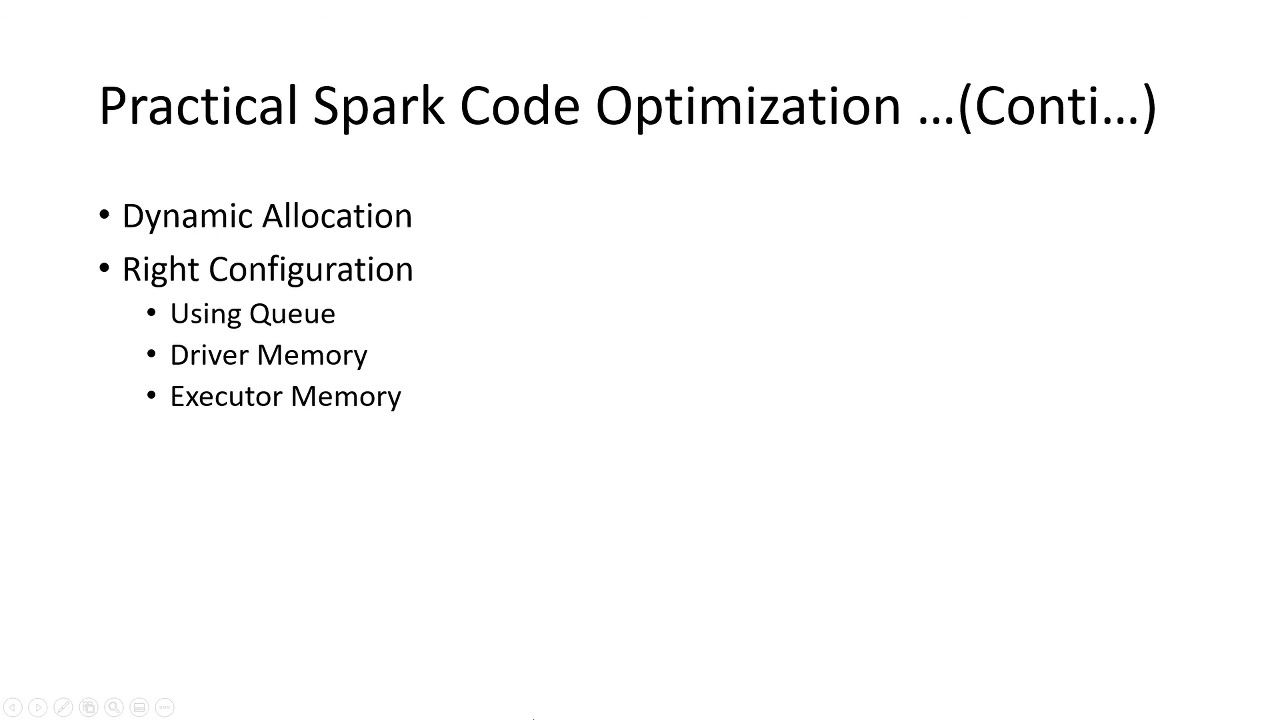 Practical Spark Code Optimization ...(Conti...)
• Dynamic Allocation
• Right Configuration
• Using Queue
• Driver Memory
• Executor Memory